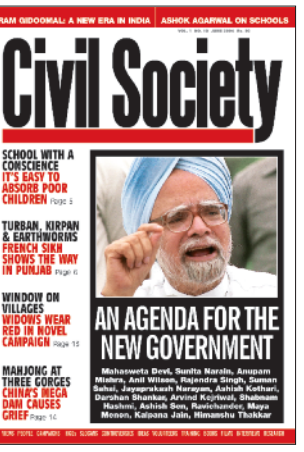 RAM GIDOOMAL: A NEW ERA IN INDIA
ASHOK AGARWAL ON SCHOOLS
Civil Society
SCHOOL WITH A
CONSCIENCE
IT'S EASY TO
ABSORB POOR
CHILDREN Page 5
TURBAN, KIRPAN
& EARTHWORMS
FRENCH SIKH
SHOWS THE WAY
IN PUNJAB Page 6
WINDOW ON
VILLAGES
WIDOWS WEAR
RED IN NOVEL
CAMPAIGN Page 13
MAHJONG AT
THREE GORGES
CHINA'S MEGA
DAM CAUSES
GRIEF Page 14
AN AGENDA FOR THE
NEW GOVERNMENT
Mahasweta Devi, Sunita Narain, Anupam
Mishra, Anil Wilson, Rajendra Singh, Suman
Sahai, Jayaprakash Narayan, Ashish Kothari,
Darshan Shankar, Arvind Kejriwal, Shabnam
Hashmi, Ashish Sen, Ravichander, Maya
Menon, Kalpana Jain, Himanshu Thakkar